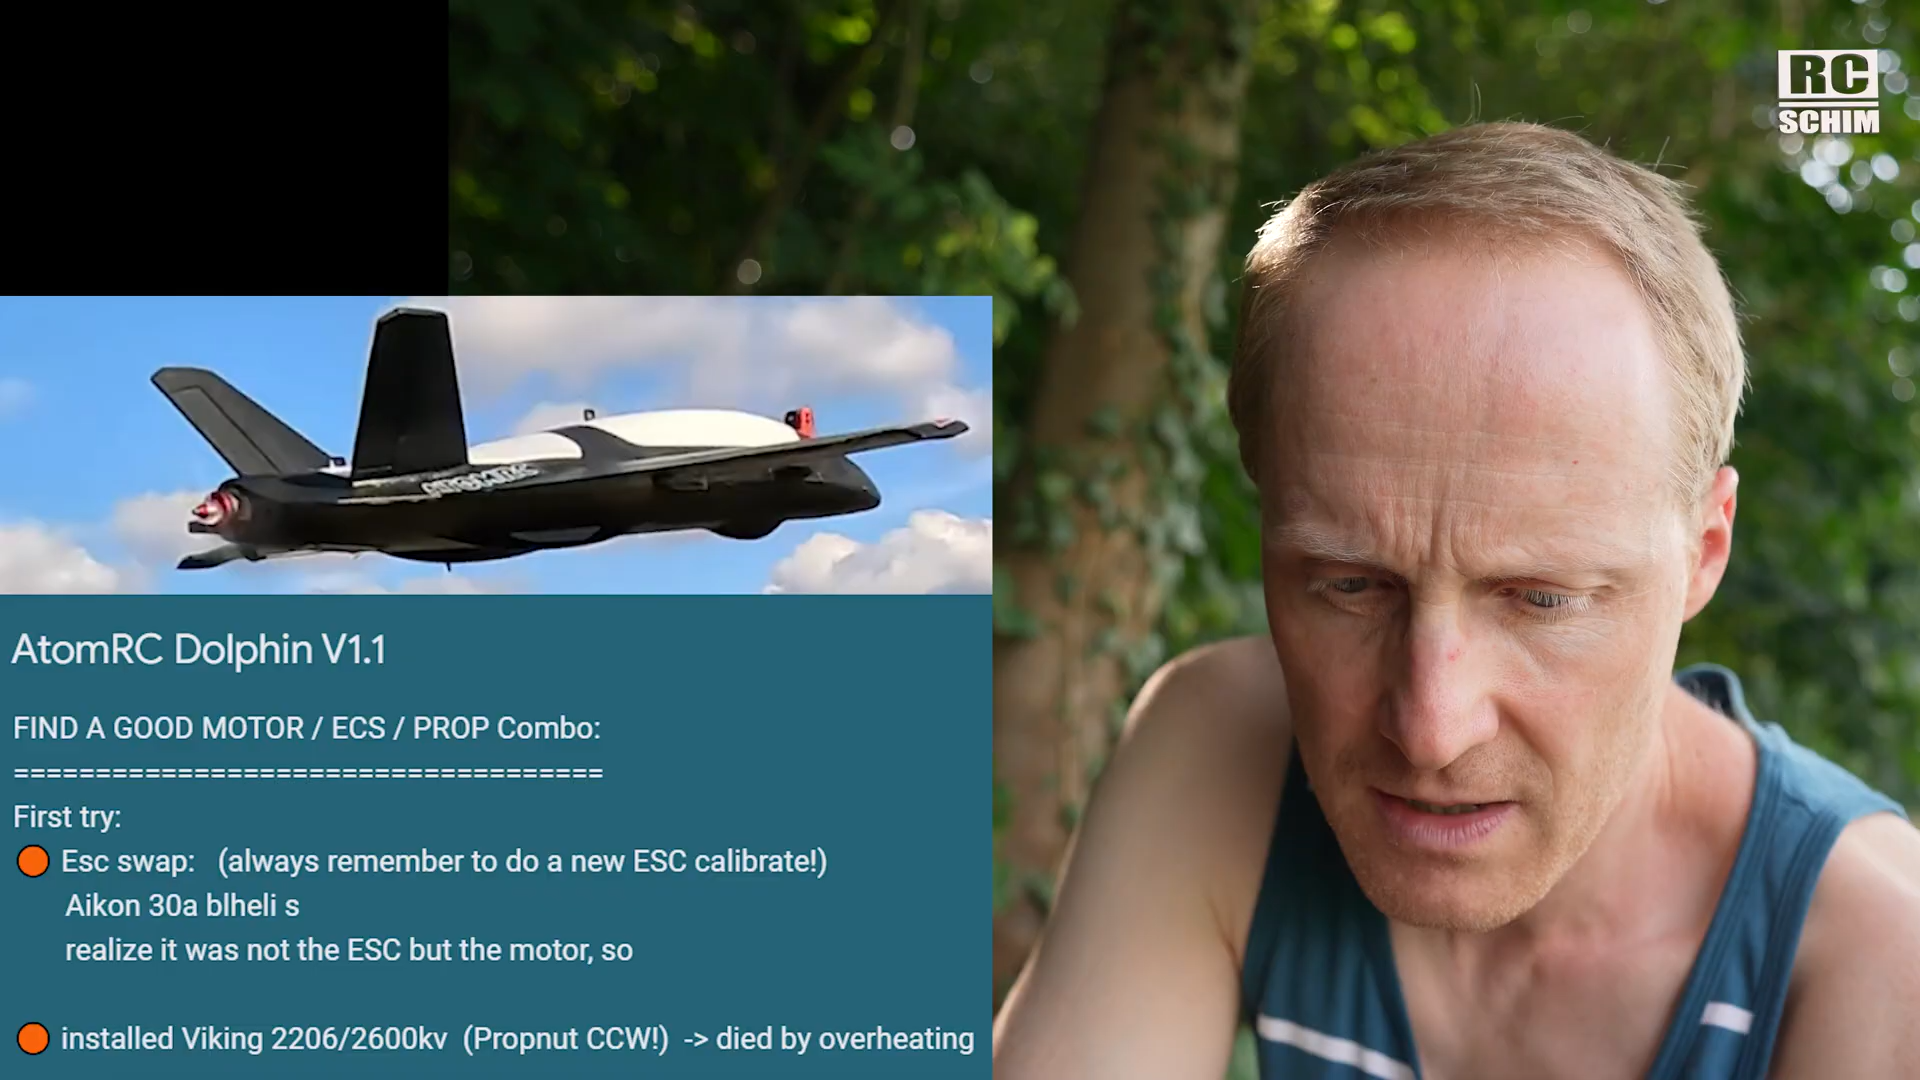 RC
SCHIM
AtomRC Dolphin V1.1
FIND A GOOD MOTOR / ECS / PROP Combo:
====================================
First try:
Esc swap: (always remember to do a new ESC calibrate!)
Aikon 30a blheli s
realize it was not the ESC but the motor, so
installed Viking 2206/2600kv (Propnut CCW!) -> died by overheating